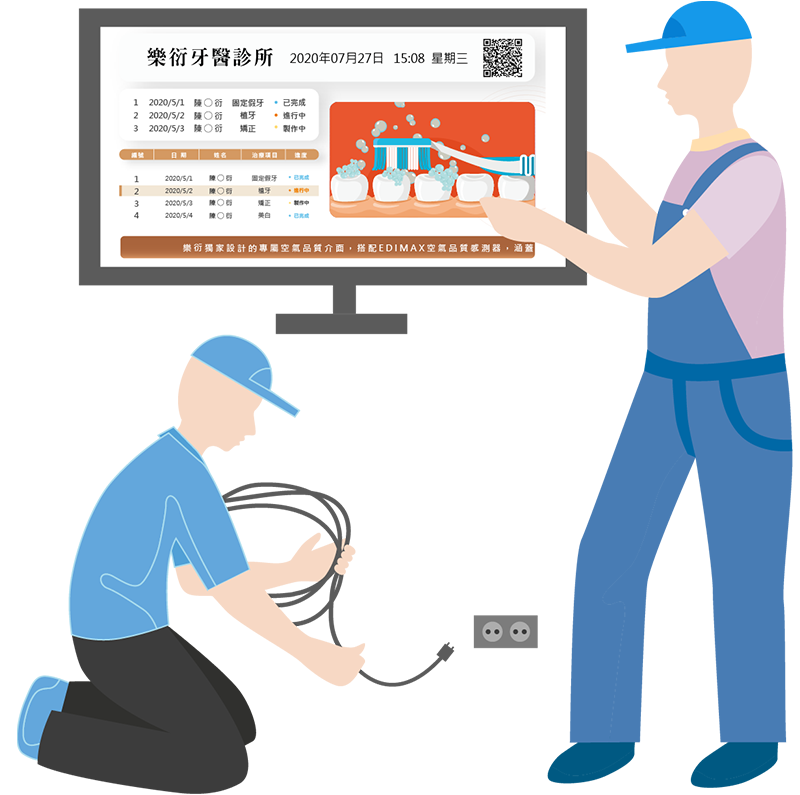 樂衍牙醫診所 2020年07月27日 15:08 星期三
1 2020/5/1 陳〇衍 固定假牙 • 已完成
2 2020/5/2 陳〇衍 植牙 • 進行中
3 2020/5/3 陳〇衍 矯正 • 製作中
編號 日期 姓名 治療項目 進度
1 2020/5/1 陳〇衍 固定假牙 • 已完成
2 2020/5/2 陳〇衍 植牙 • 進行中
3 2020/5/3 陳〇衍 矯正 • 製作中
4 2020/5/4 陳〇衍 美白 • 已完成
樂衍獨家設計的專屬空氣品質介面，搭配EDIMAX空氣品質感測器，涵蓋